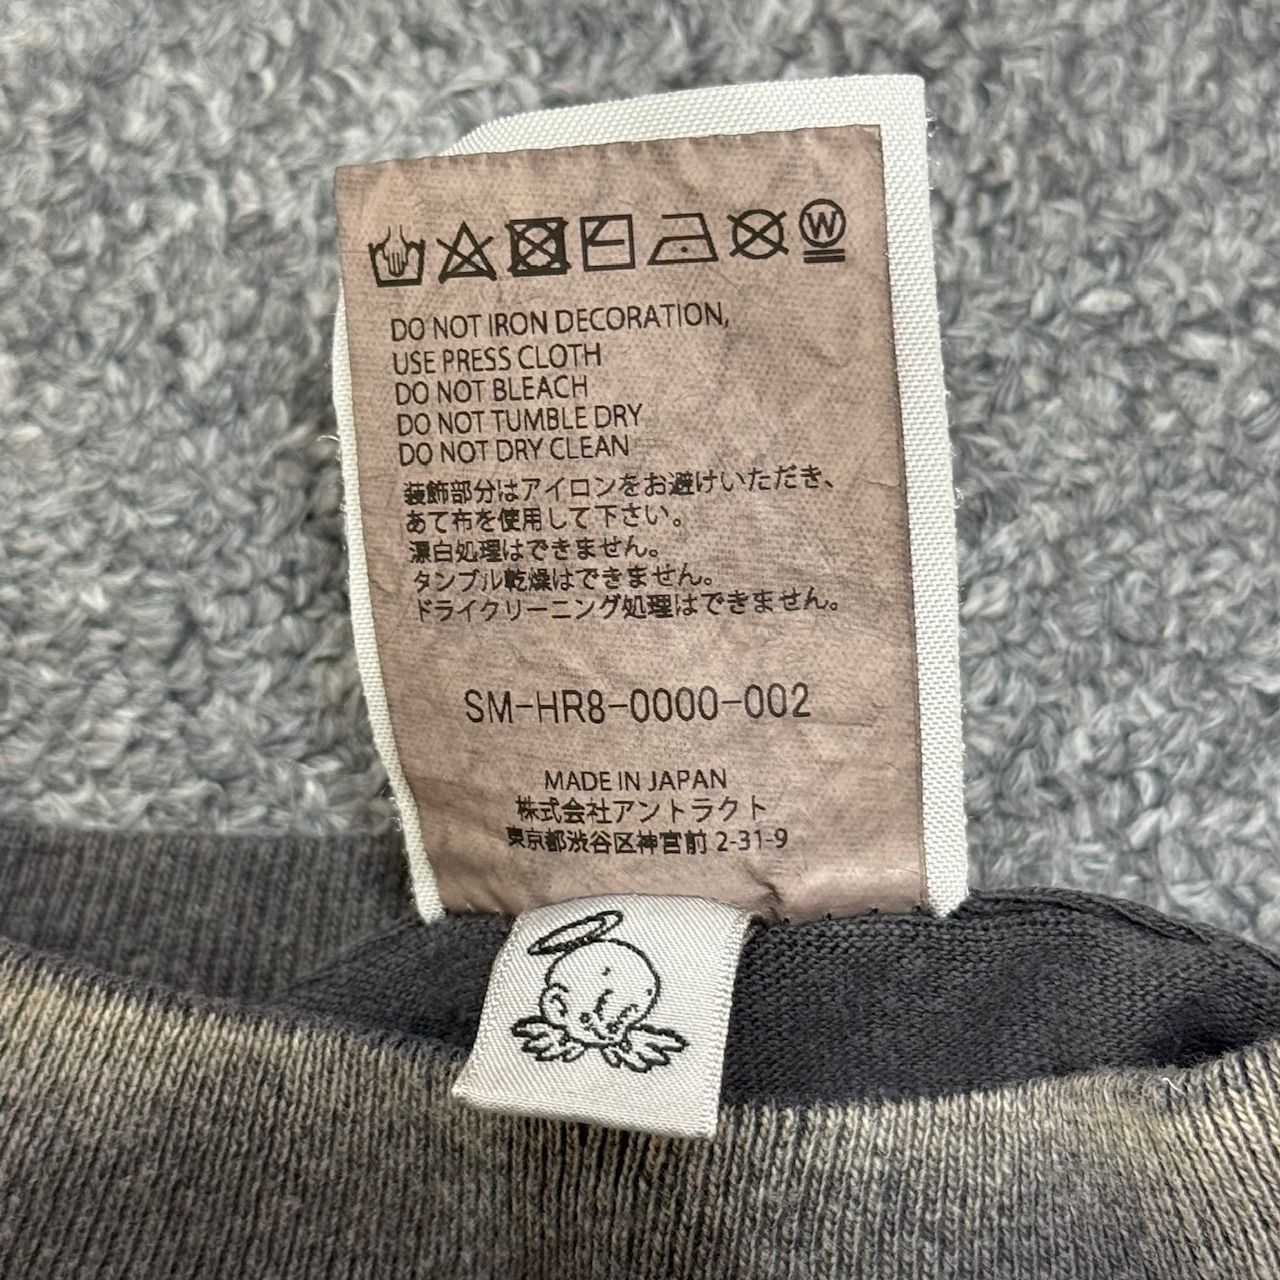 W
DO NOT IRON DECORATION,
USE PRESS CLOTH
DO NOT BLEACH
DO NOT TUMBLE DRY
DO NOT DRY CLEAN
装飾部分はアイロンをお避けいただき、
あて布を使用して下さい。
漂白処理はできません。
タンブル乾燥はできません。
ドライクリーニング処理はできません。
SM-HR8-0000-002
MADE IN JAPAN
株式会社アントラクト
東京都渋谷区神宮前 2-31-9